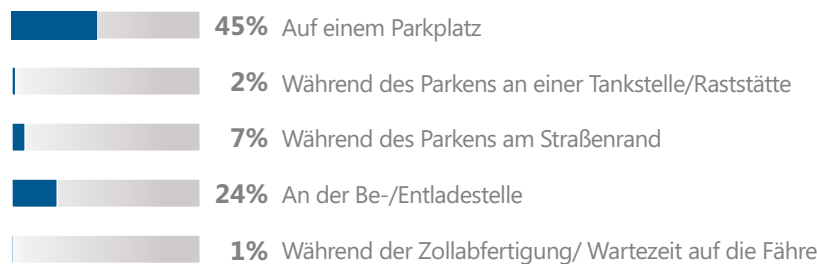 45% Auf einem Parkplatz
2% Während des Parkens an einer Tankstelle/Raststätte
7% Während des Parkens am Straßenrand
24% An der Be-/Entladestelle
1% Während der Zollabfertigung/ Wartezeit auf die Fähre